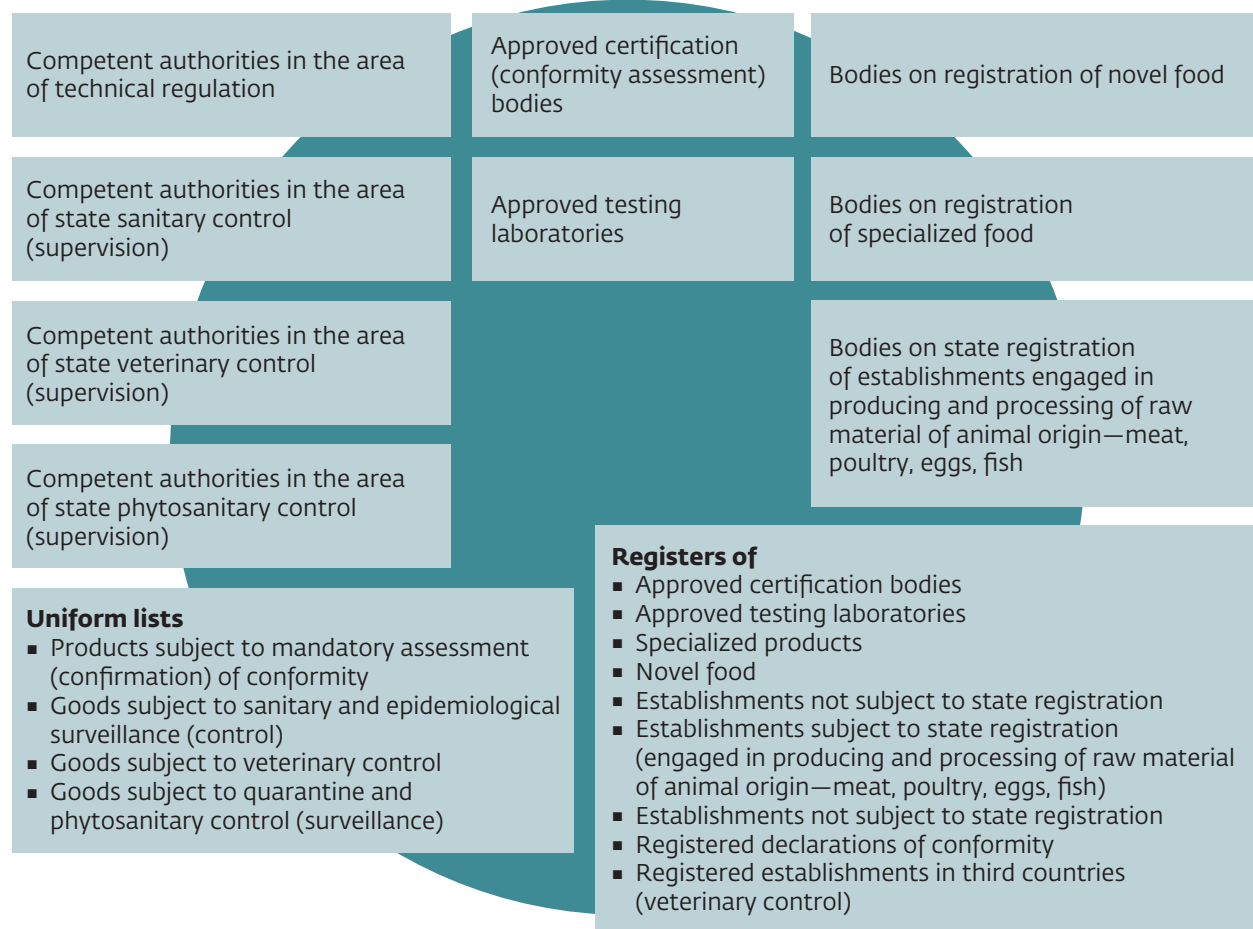 Competent authorities in the area
of technical regulation
Approved certification
(conformity assessment)
bodies
Bodies on registration of novel food
Competent authorities in the area
of state sanitary control
(supervision)
Approved testing
laboratories
Bodies on registration
of specialized food
Competent authorities in the area
of state veterinary control
(supervision)
Bodies on state registration
of establishments engaged in
producing and processing of raw
material of animal origin—meat,
poultry, eggs, fish
Competent authorities in the area
of state phytosanitary control
(supervision)
Uniform lists
▪ Products subject to mandatory assessment
(confirmation) of conformity
▪ Goods subject to sanitary and epidemiological
surveillance (control)
▪ Goods subject to veterinary control
▪ Goods subject to quarantine and
phytosanitary control (surveillance)
Registers of
▪ Approved certification bodies
▪ Approved testing laboratories
▪ Specialized products
▪ Novel food
▪ Establishments not subject to state registration
▪ Establishments subject to state registration
(engaged in producing and processing of raw material
of animal origin—meat, poultry, eggs, fish)
▪ Establishments not subject to state registration
▪ Registered declarations of conformity
▪ Registered establishments in third countries
(veterinary control)